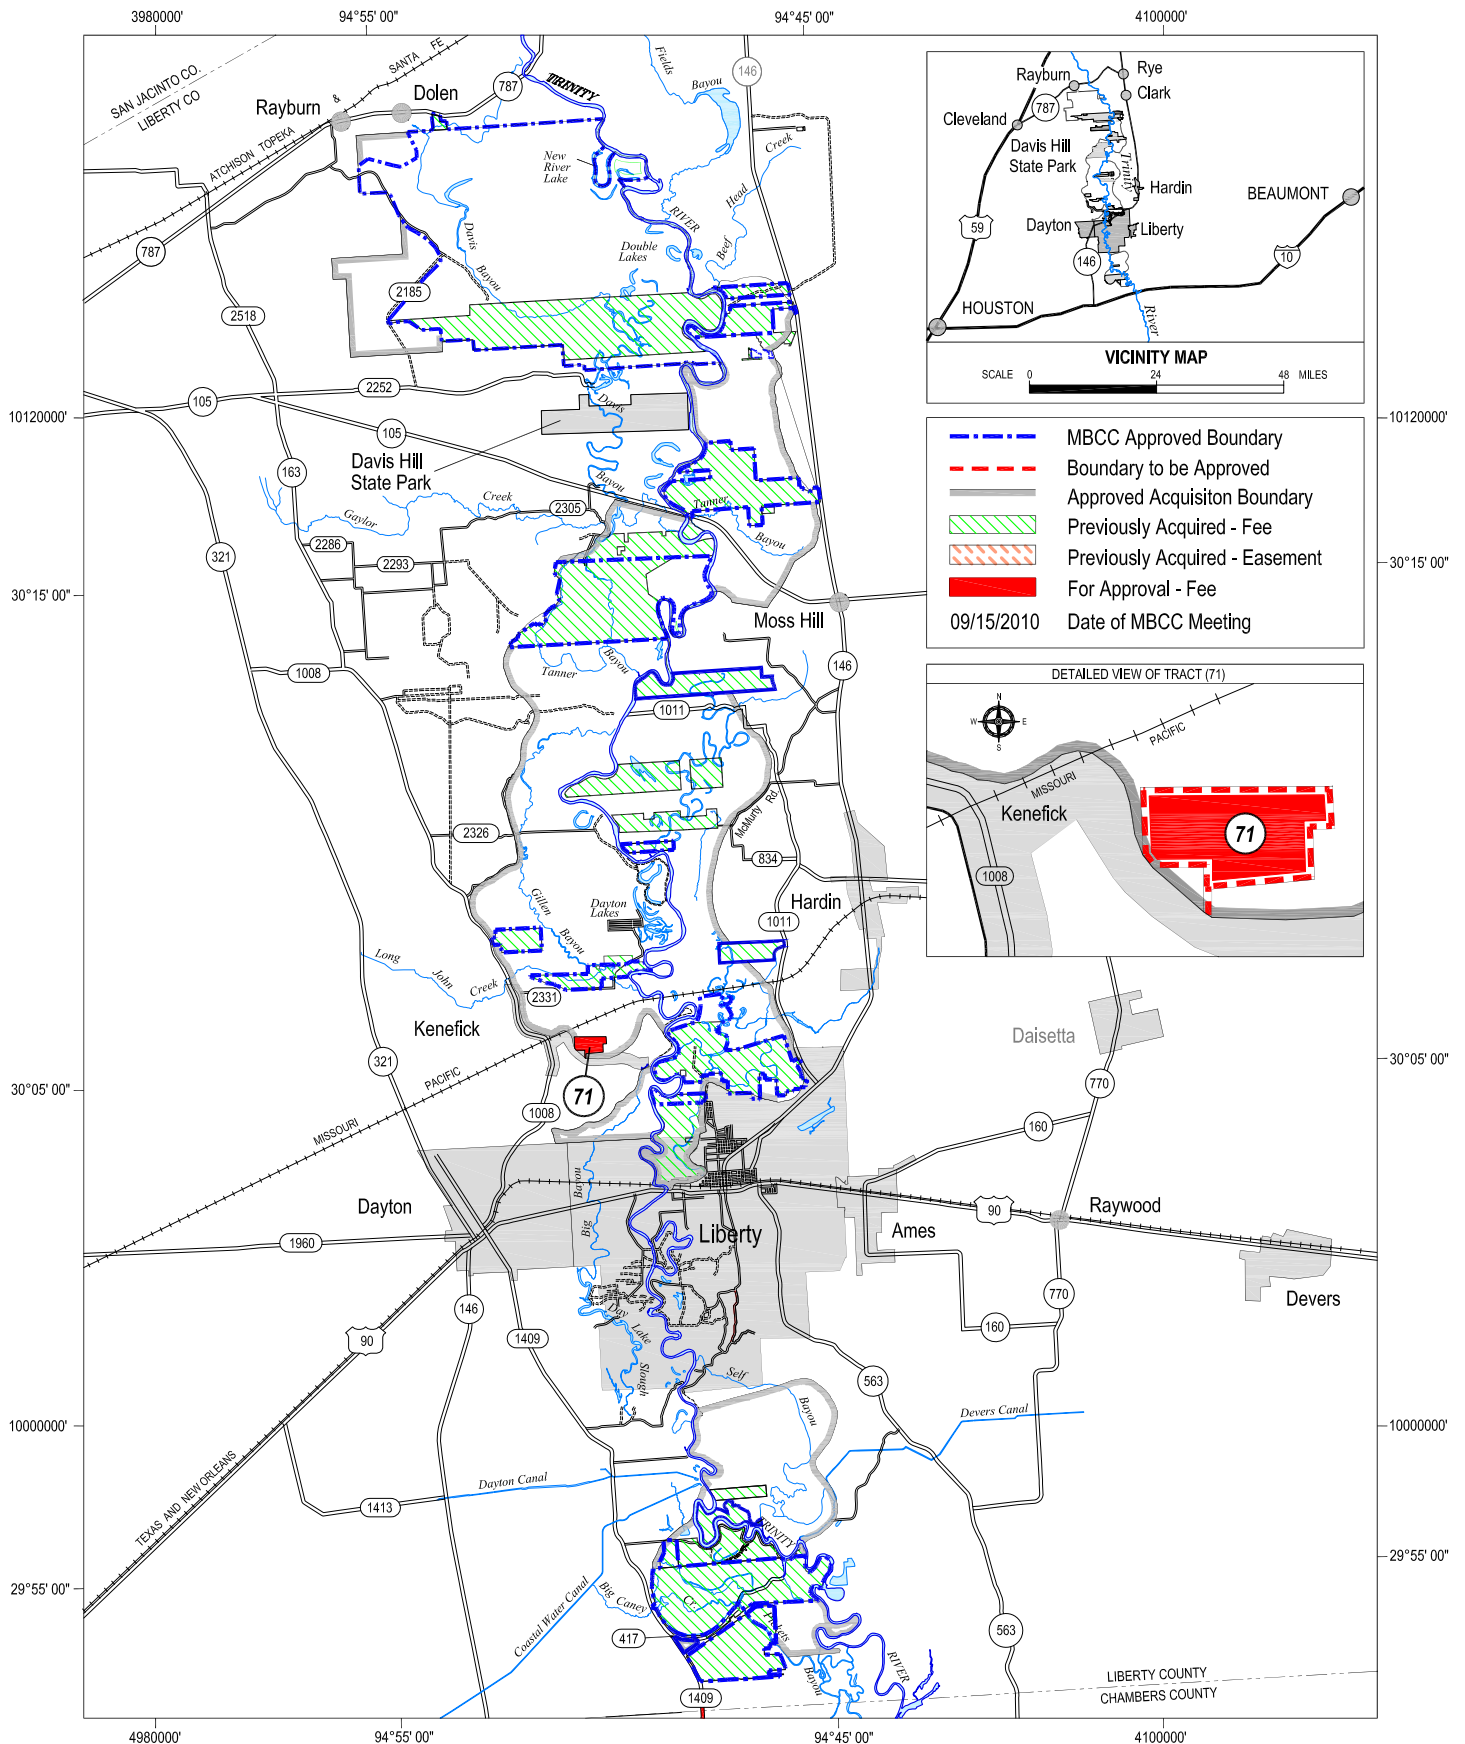 3980000'
94°55' 00"
94°45' 00"
4100000'
SAN JACINTO CO.
LIBERTY CO
ATCHISON TOPEKA & SANTA FE
Rayburn
Dolen
787
146
Fields
Bayou
TRINITY
New
River
Lake
Creek
Head
Beef
RIVER
Double
Lakes
Davis
Bayou
787
2185
2518
2252
105
105
10120000'
10120000'
Davis
Davis Hill
State Park
163
Bayou
Creek
Gaylor
2305
Tanner
Bayou
2286
2293
321
30°15' 00"
30°15' 00"
Moss Hill
1008
Tanner
Bayou
146
1011
2326
McMurty Rd.
834
Gillen
Bayou
Dayton
Lakes
Hardin
1011
Long
John
Creek
2331
Kenefick
321
Daisetta
PACIFIC
MISSOURI
71
1008
770
30°05' 00"
30°05' 00"
160
Bayou
Big
Dayton
1960
Liberty
Ames
90
Raywood
Devers
770
160
146
90
1409
Day
Lake
Slough
Self
Bayou
563
10000000'
10000000'
Devers Canal
Dayton Canal
TEXAS AND NEW ORLEANS
1413
TRINITY
Coastal Water Canal
Big Caney
Cr.
29°55' 00"
29°55' 00"
417
Pickets
Bayou
RIVER
563
1409
LIBERTY COUNTY
CHAMBERS COUNTY
4980000'
94°55' 00"
94°45' 00"
4100000'
Rayburn
Rye
Clark
787
Cleveland
Davis Hill
State Park
Trinity
Hardin
BEAUMONT
59
Dayton
Liberty
146
10
HOUSTON
River
VICINITY MAP
SCALE 0 24 48 MILES
MBCC Approved Boundary
Boundary to be Approved
Approved Acquisiton Boundary
Previously Acquired - Fee
Previously Acquired - Easement
For Approval - Fee
09/15/2010 Date of MBCC Meeting
DETAILED VIEW OF TRACT (71)
N
W E
S
PACIFIC
MISSOURI
Kenefick
71
1008